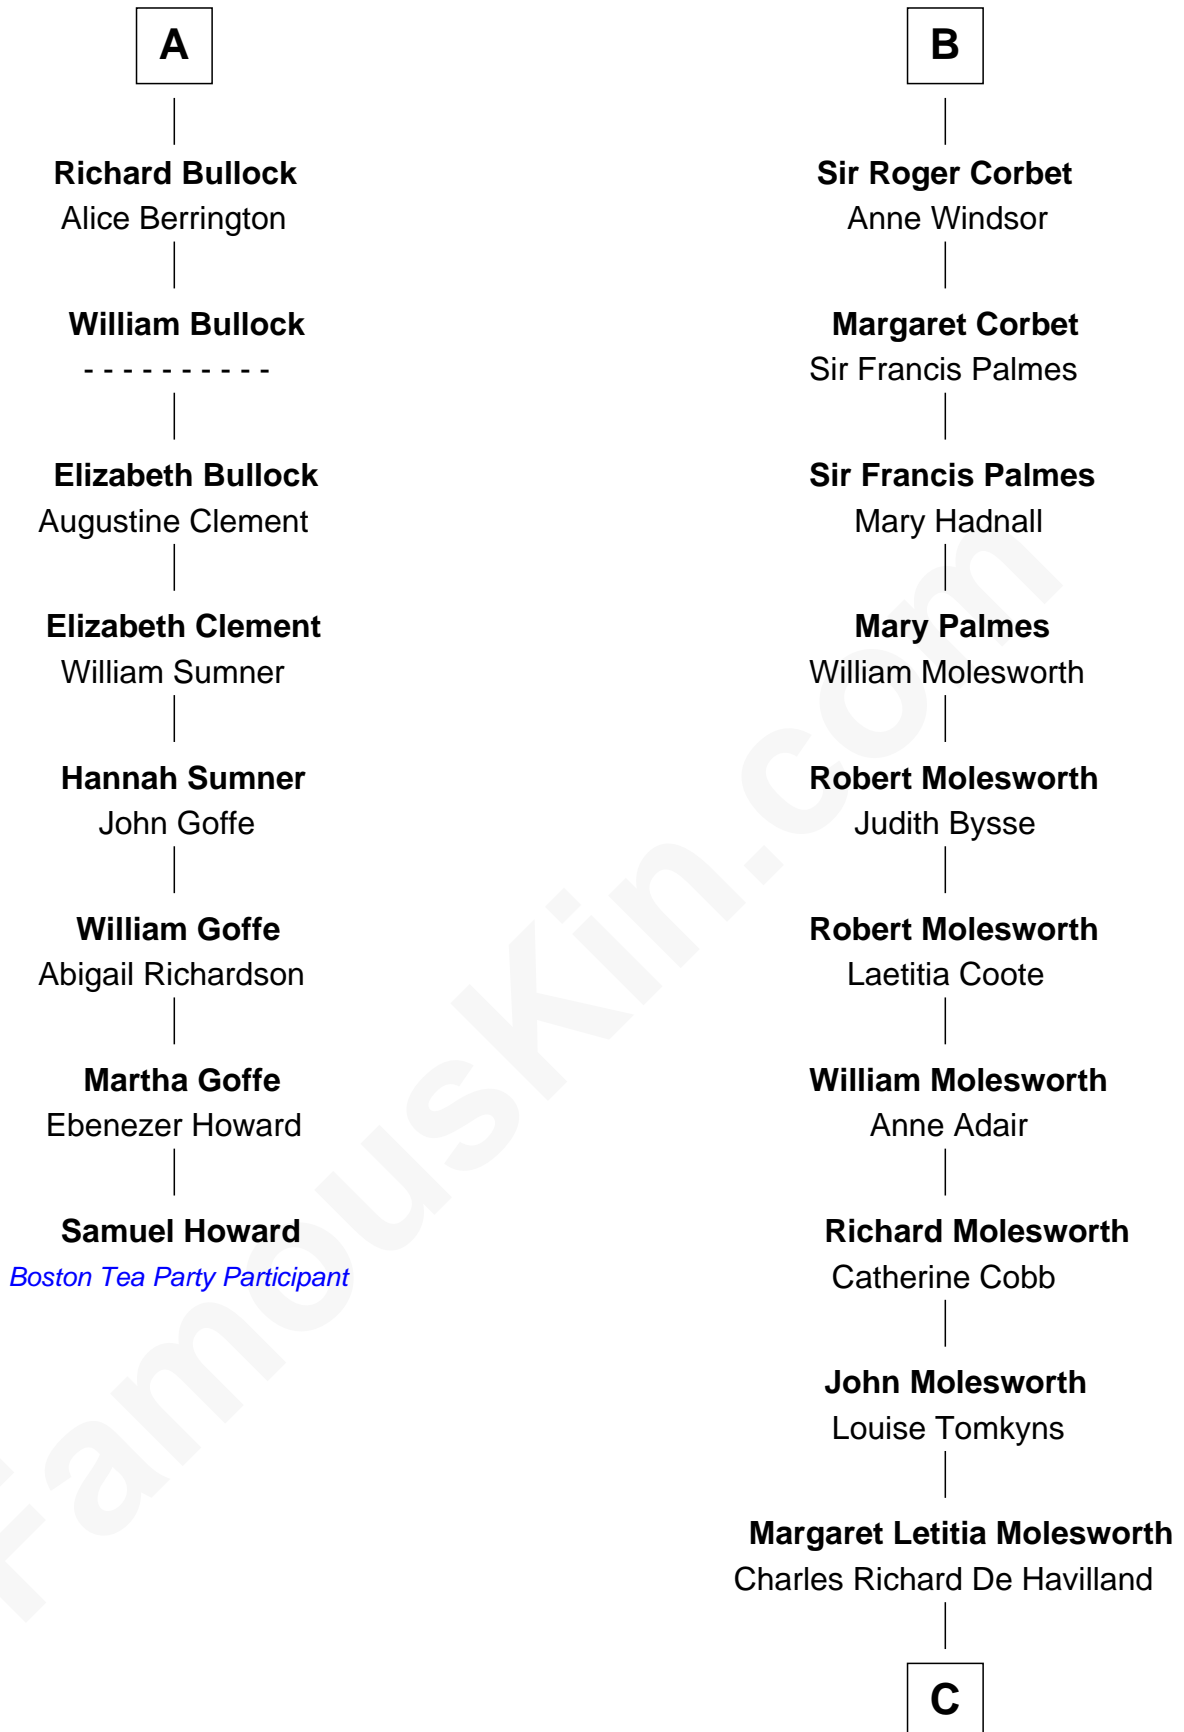 A
Richard Bullock
Alice Berrington
William Bullock
- - - - - - - - - -
Elizabeth Bullock
Augustine Clement
Elizabeth Clement
William Sumner
Hannah Sumner
John Goffe
William Goffe
Abigail Richardson
Martha Goffe
Ebenezer Howard
Samuel Howard
Boston Tea Party Participant
B
Sir Roger Corbet
Anne Windsor
Margaret Corbet
Sir Francis Palmes
Sir Francis Palmes
Mary Hadnall
Mary Palmes
William Molesworth
Robert Molesworth
Judith Bysse
Robert Molesworth
Laetitia Coote
William Molesworth
Anne Adair
Richard Molesworth
Catherine Cobb
John Molesworth
Louise Tomkyns
Margaret Letitia Molesworth
Charles Richard De Havilland
C
FamousKin.com